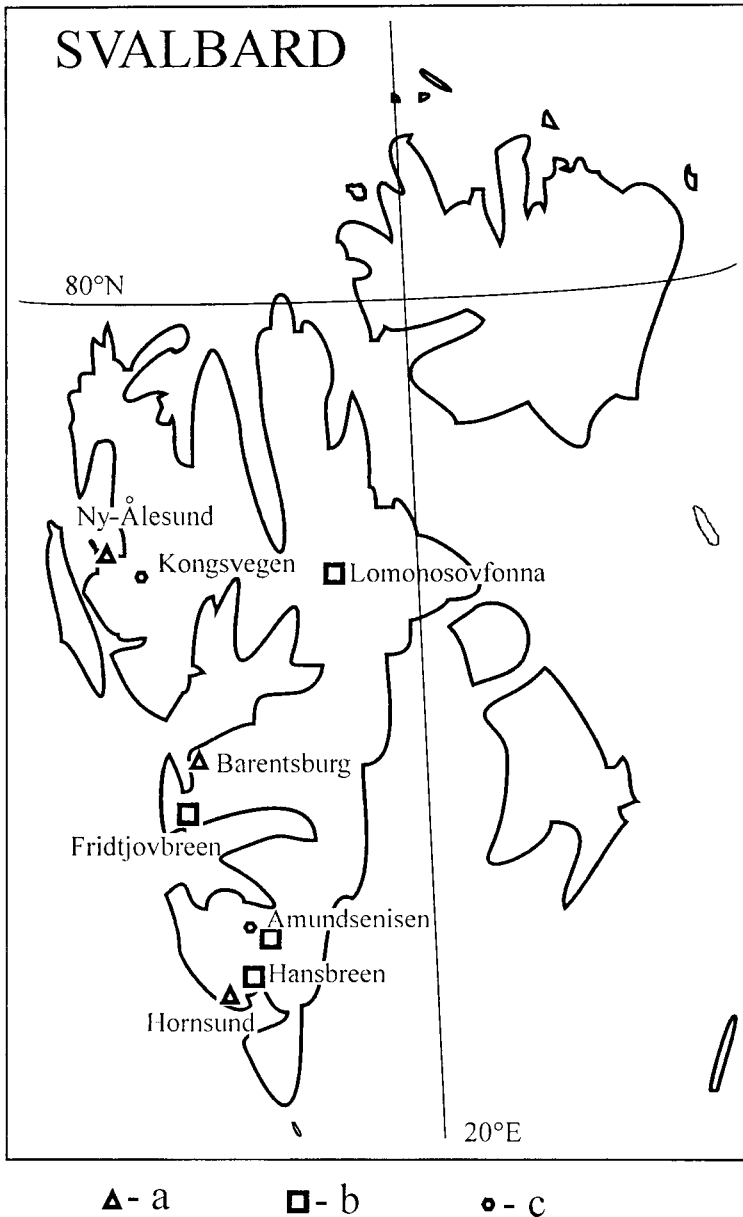 SVALBARD
80°N
Ny-Ålesund
Kongsvegen
Lomonosovfonna
Barentsburg
Fridtjovbreen
Amundsenisen
Hansbreen
Hornsund
20°E
- a
- b
- c